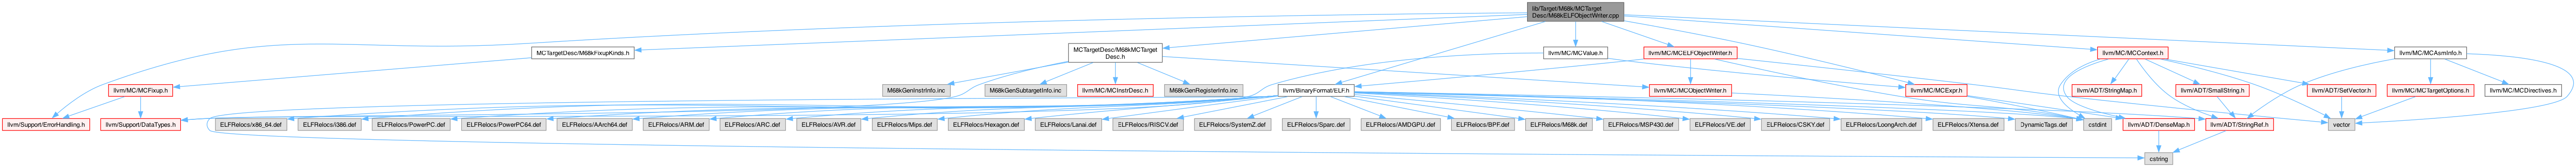 lib/Target/M68k/MCTarget
Desc/M68kELFObjectWriter.cpp
MCTargetDesc/M68kFixupKinds.h
MCTargetDesc/M68kMCTarget
Desc.h
llvm/MC/MCValue.h
llvm/MC/MCELFObjectWriter.h
llvm/MC/MCContext.h
llvm/MC/MCAsmInfo.h
llvm/MC/MCFixup.h
M68kGenInstrInfo.inc
M68kGenSubtargetInfo.inc
llvm/MC/MCInstrDesc.h
M68kGenRegisterInfo.inc
llvm/BinaryFormat/ELF.h
llvm/MC/MCObjectWriter.h
llvm/MC/MCExpr.h
llvm/ADT/StringMap.h
llvm/ADT/SmallString.h
llvm/ADT/SetVector.h
llvm/MC/MCTargetOptions.h
llvm/MC/MCDirectives.h
llvm/Support/ErrorHandling.h
llvm/Support/DataTypes.h
ELFRelocs/x86_64.def
ELFRelocs/i386.def
ELFRelocs/PowerPC.def
ELFRelocs/PowerPC64.def
ELFRelocs/AArch64.def
ELFRelocs/ARM.def
ELFRelocs/ARC.def
ELFRelocs/AVR.def
ELFRelocs/Mips.def
ELFRelocs/Hexagon.def
ELFRelocs/Lanai.def
ELFRelocs/RISCV.def
ELFRelocs/SystemZ.def
ELFRelocs/Sparc.def
ELFRelocs/AMDGPU.def
ELFRelocs/BPF.def
ELFRelocs/M68k.def
ELFRelocs/MSP430.def
ELFRelocs/VE.def
ELFRelocs/CSKY.def
ELFRelocs/LoongArch.def
ELFRelocs/Xtensa.def
DynamicTags.def
cstdint
llvm/ADT/DenseMap.h
llvm/ADT/StringRef.h
vector
cstring